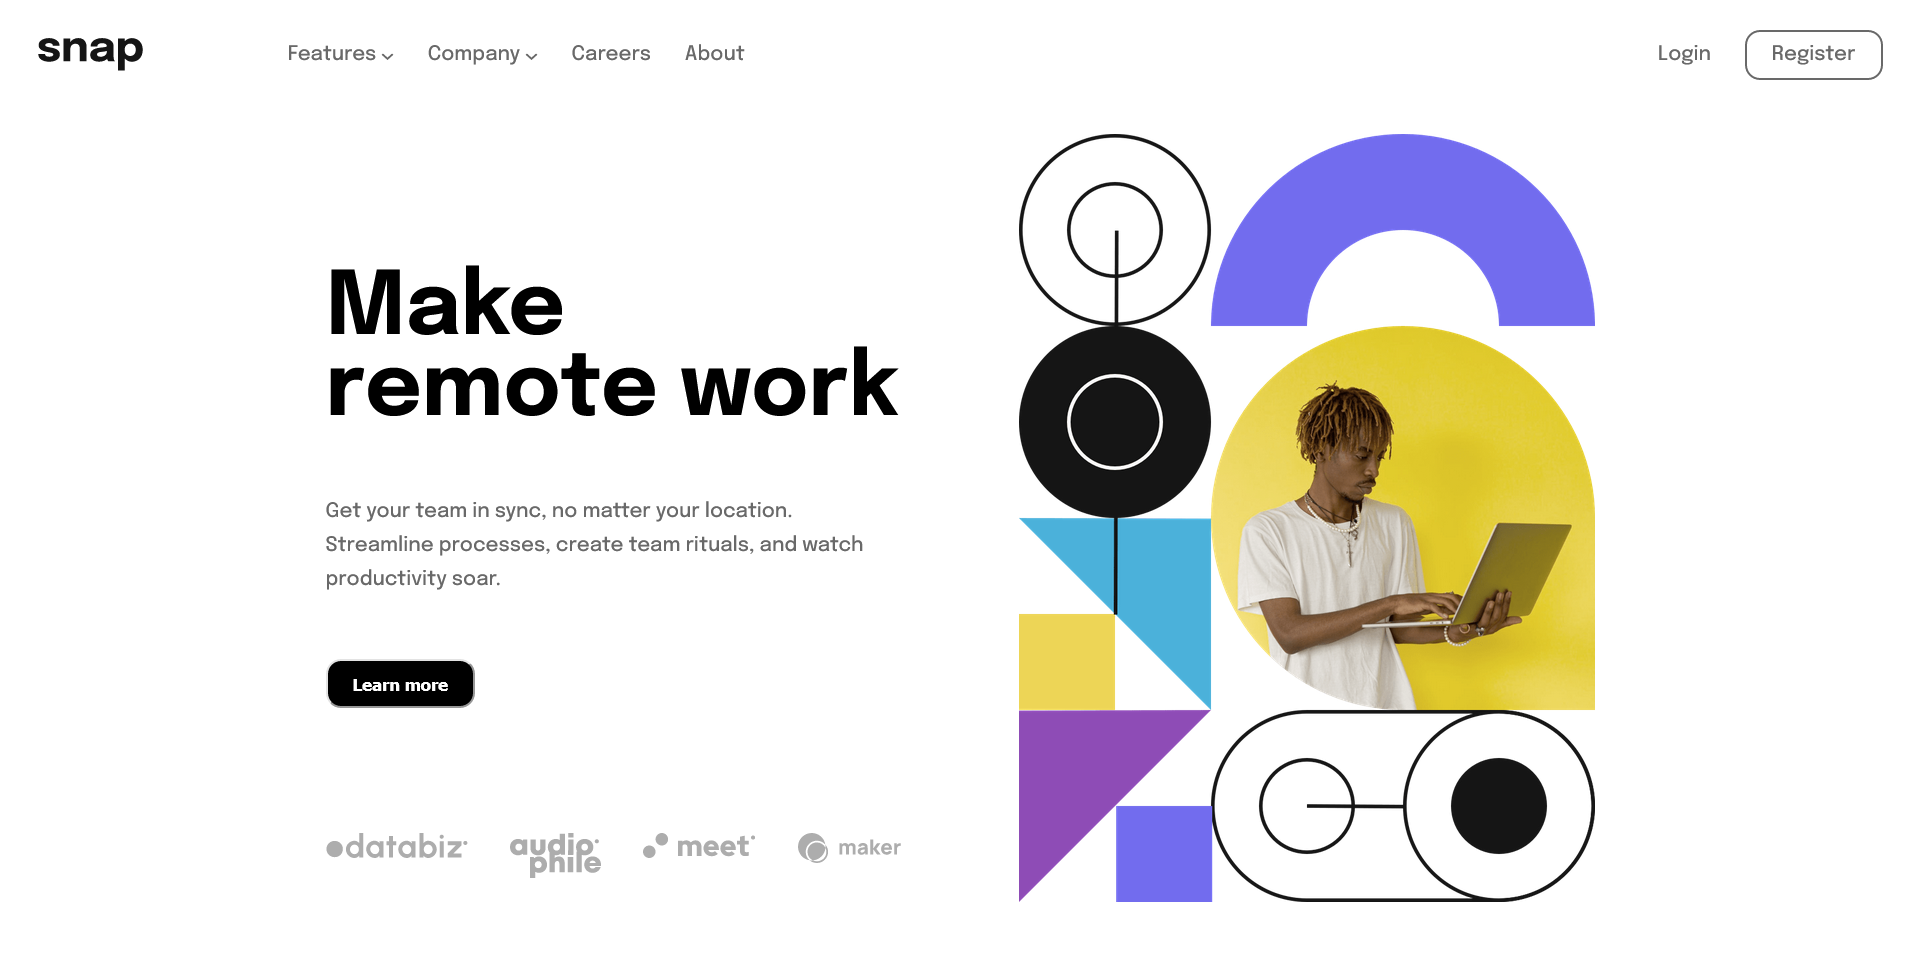 snap
Features
Company
Careers
About
Login
Register
Make
remote work
Get your team in sync, no matter your location.
Streamline processes, create team rituals, and watch
productivity soar.
Learn more
databiz
audio
phile
meet
maker